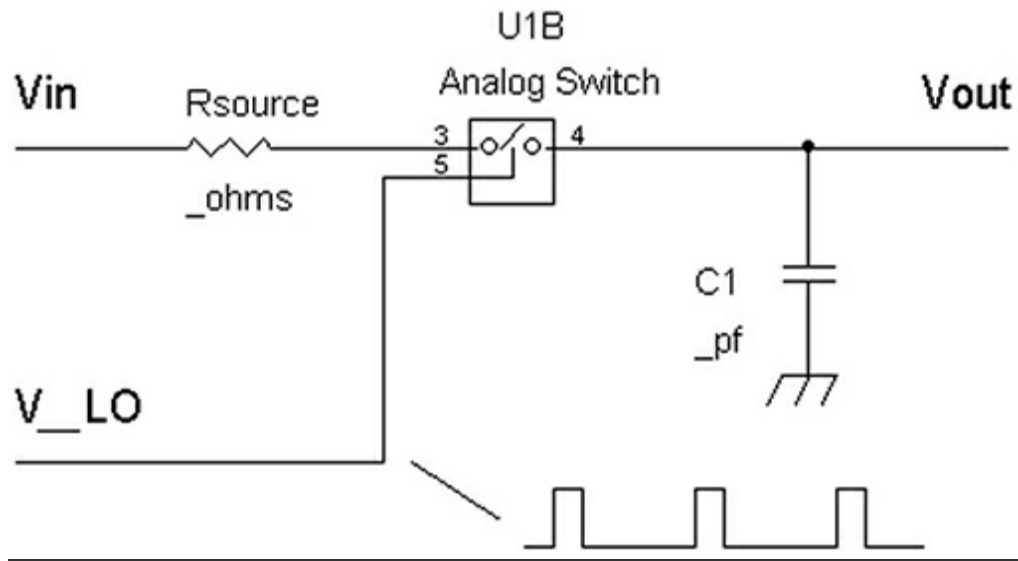 U1B
Analog Switch
Vin
Rsource
Vout
3
4
5
_ohms
C1
_pf
V__LO